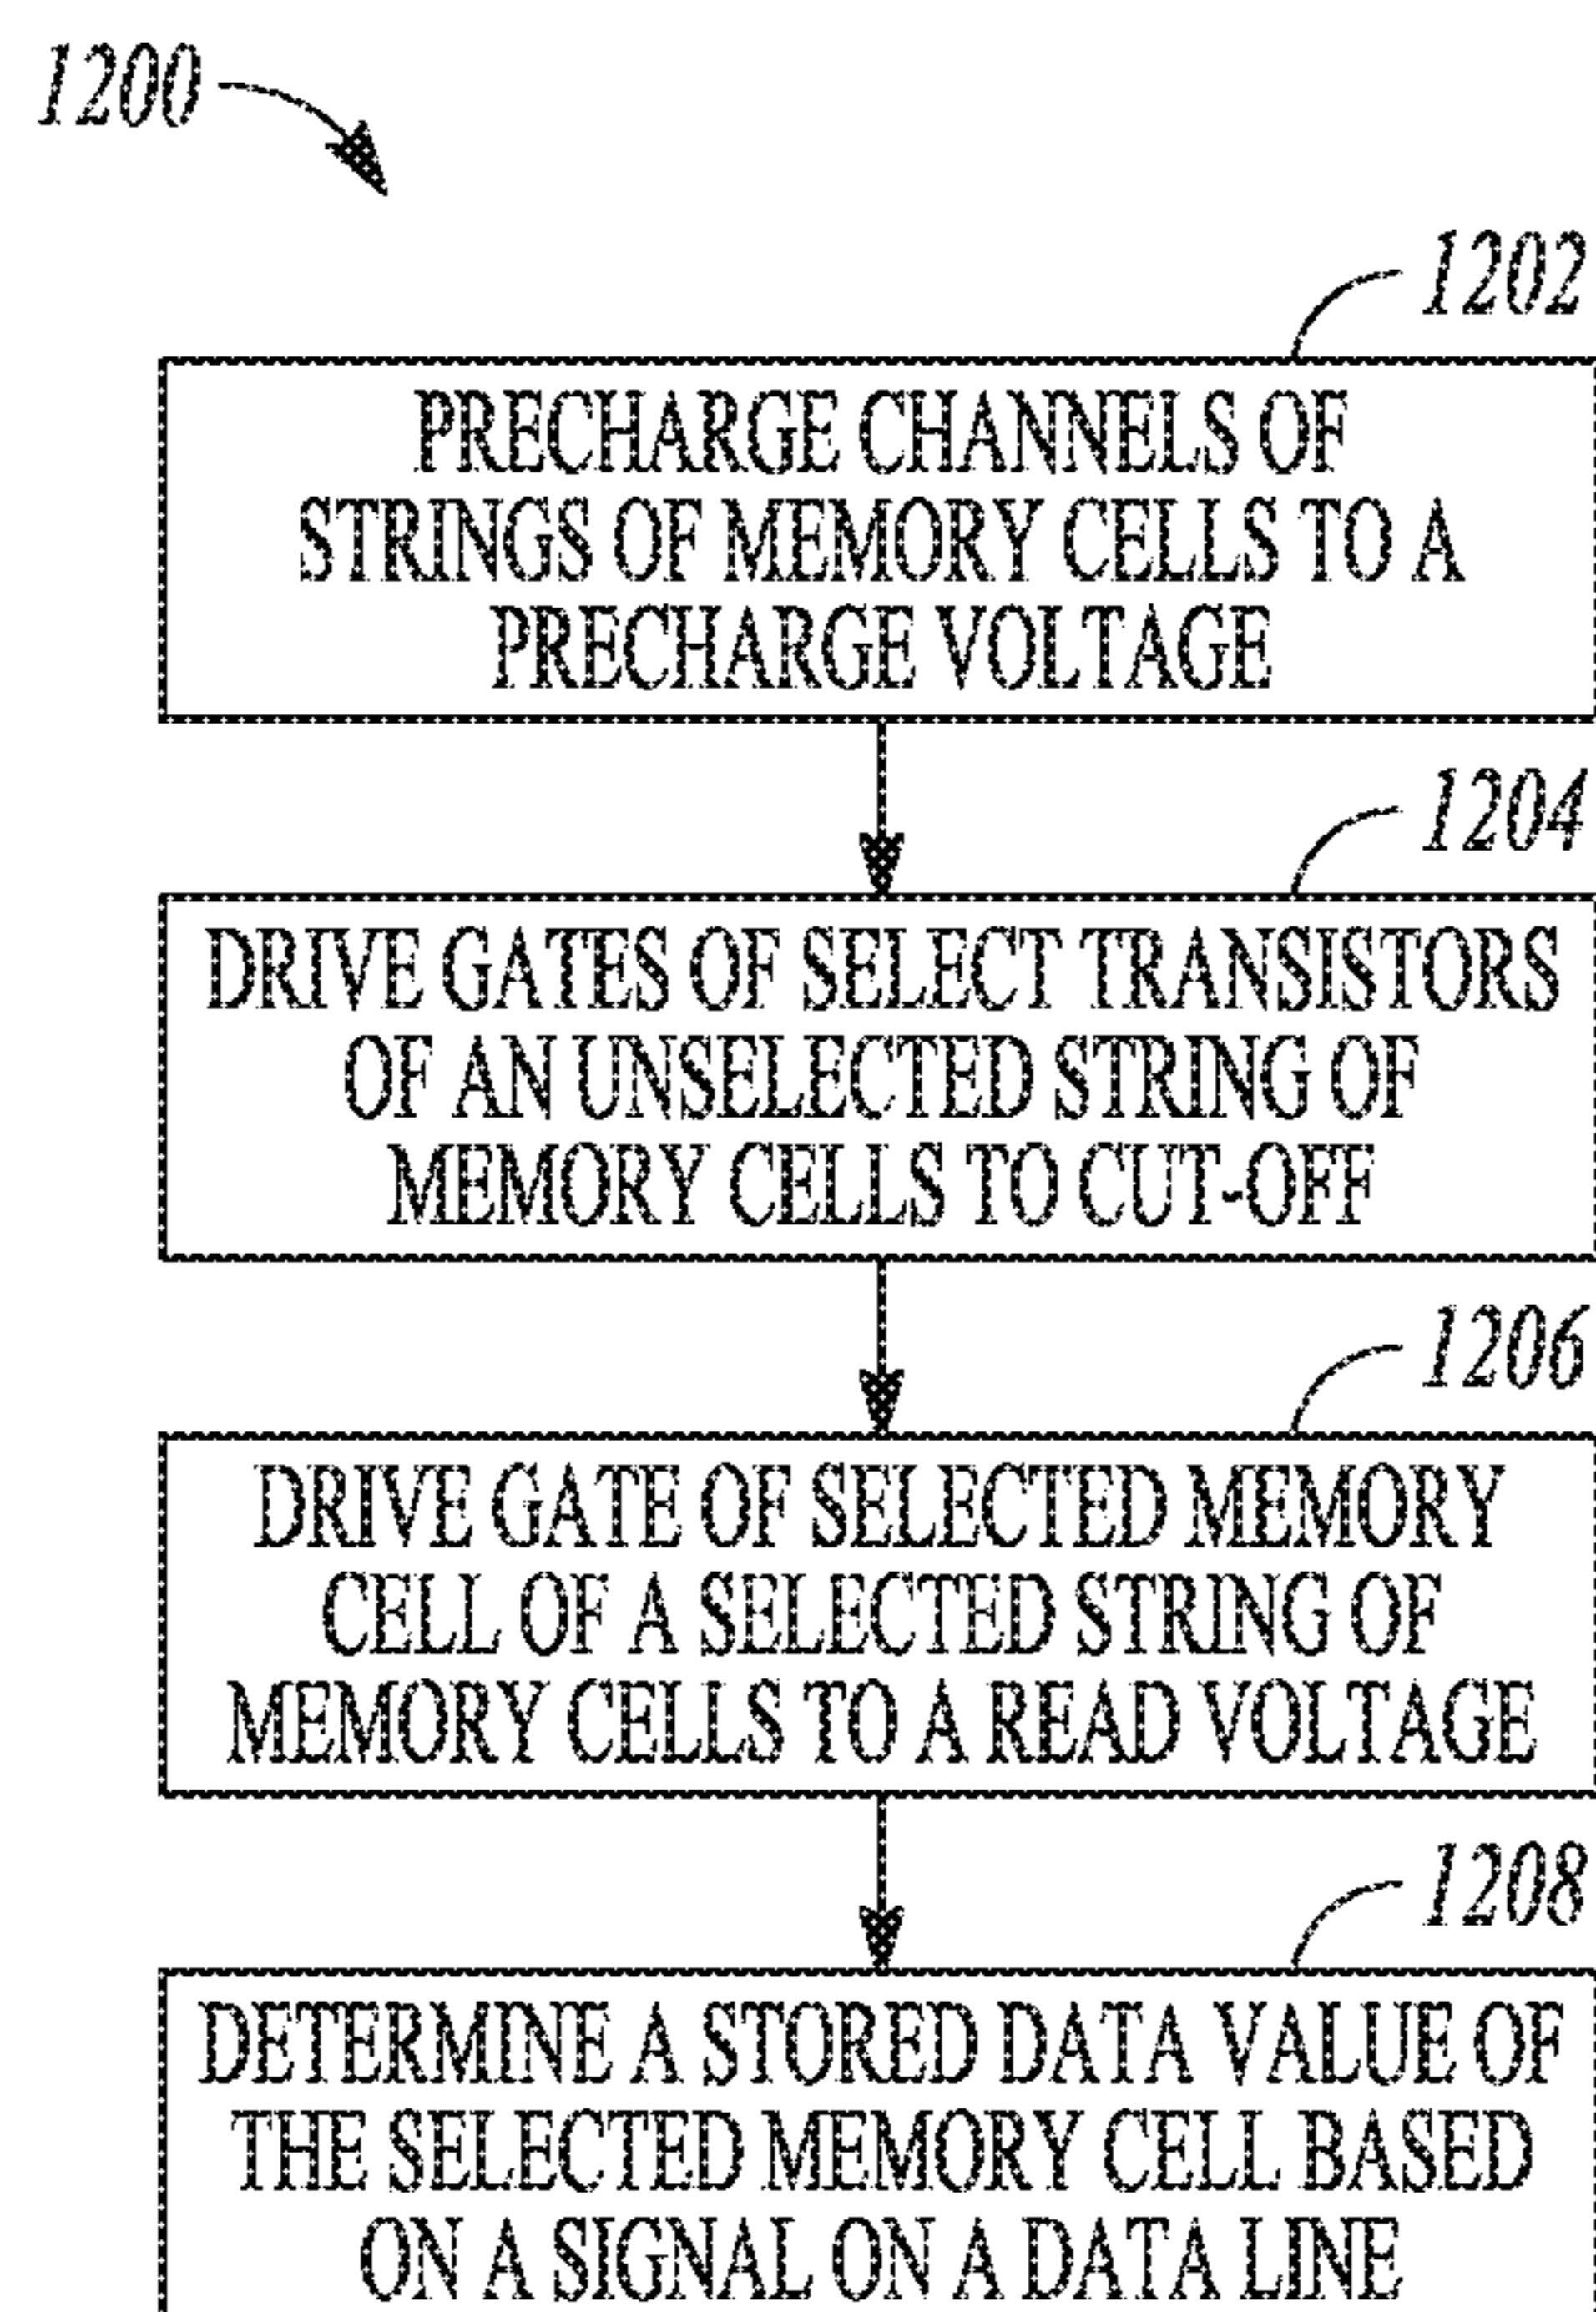 1200
1202
PRECHARGE CHANNELS OF
STRINGS OF MEMORY CELLS TO A
PRECHARGE VOLTAGE
1204
DRIVE GATES OF SELECT TRANSISTORS
OF AN UNSELECTED STRING OF
MEMORY CELLS TO CUT-OFF
1206
DRIVE GATE OF SELECTED MEMORY
CELL OF A SELECTED STRING OF
MEMORY CELLS TO A READ VOLTAGE
1208
DETERMINE A STORED DATA VALUE OF
THE SELECTED MEMORY CELL BASED
ON A SIGNAL ON A DATA LINE